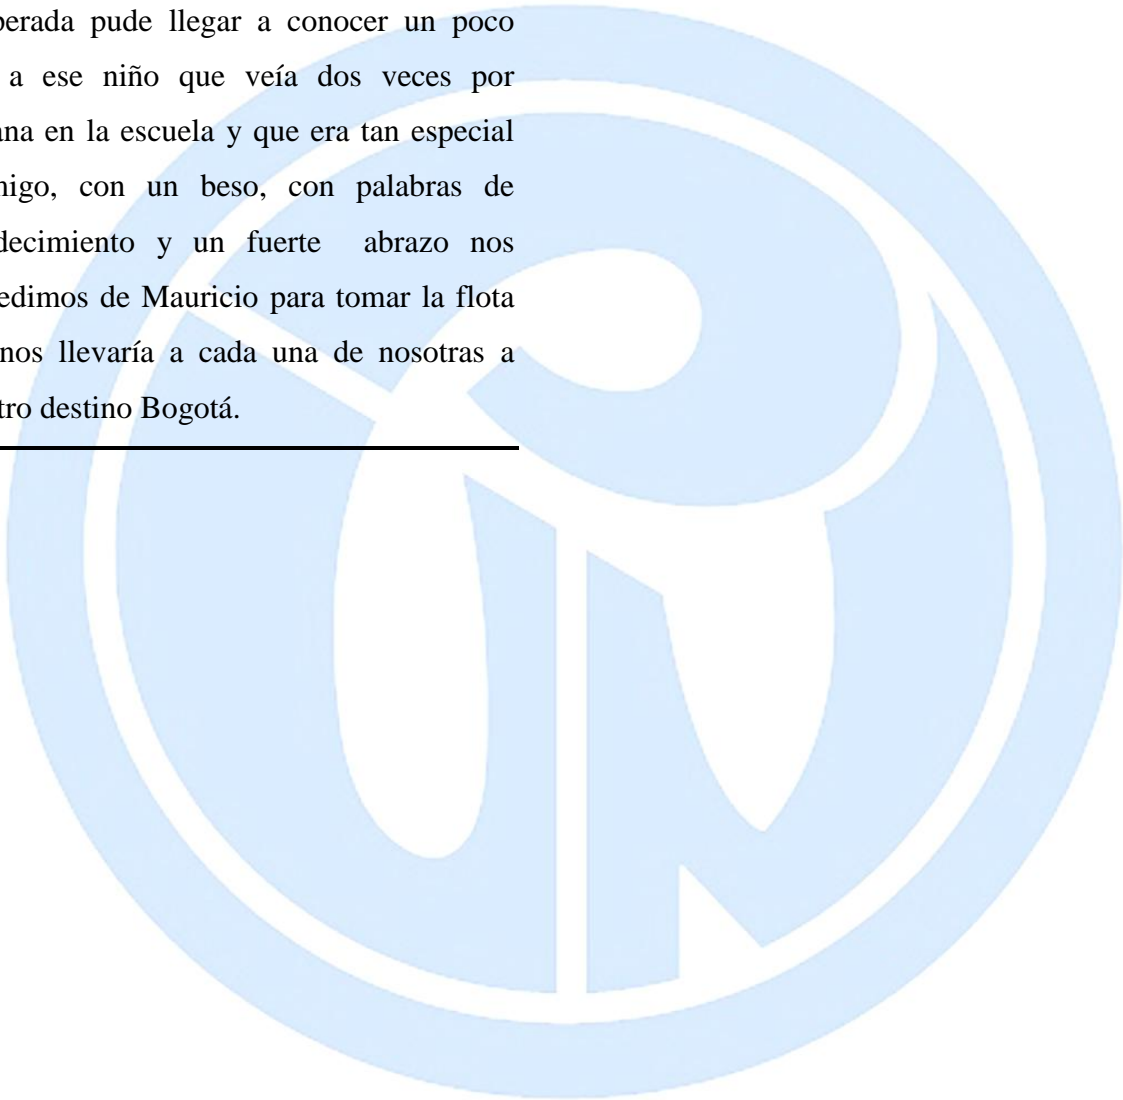 perada pude llegar a conocer un poco
a ese niño que veía dos veces por
ana en la escuela y que era tan especial
migo, con un beso, con palabras de
decimiento y un fuerte abrazo nos
edimos de Mauricio para tomar la flota
nos llevaría a cada una de nosotras a
tro destino Bogotá.